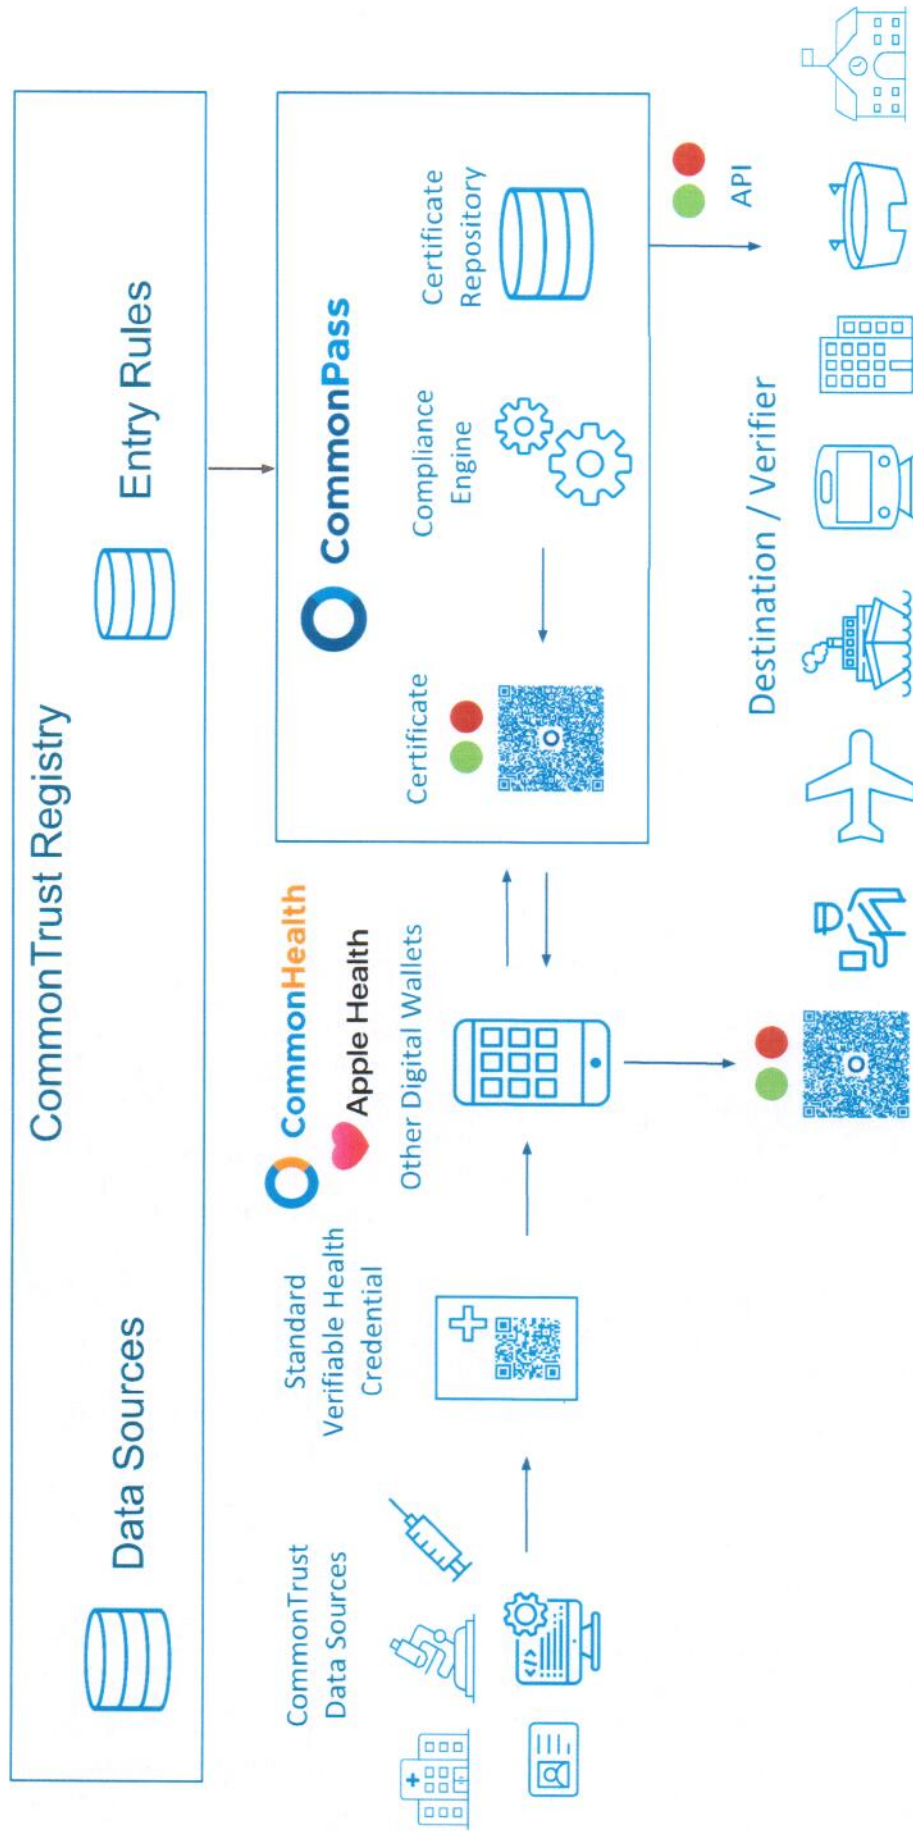 CommonTrust Registry
Data Sources
Entry Rules
CommonTrust
Data Sources
Standard
Verifiable Health
Credential
CommonHealth
Apple Health
Other Digital Wallets
CommonPass
Certificate
Compliance
Engine
Certificate
Repository
API
Destination / Verifier